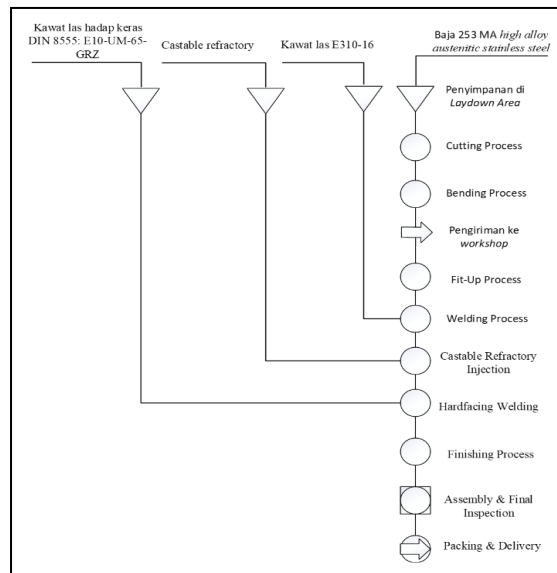 Kawat las hadap keras
DIN 8555: E10-UM-65-
GRZ
Castable refractory
Kawat las E310-16
Baja 253 MA high alloy
austenitic stainless steel
Penyimpanan di
Laydown Area
Cutting Process
Bending Process
Pengiriman ke
workshop
Fit-Up Process
Welding Process
Castable Refractory
Injection
Hardfacing Welding
Finishing Process
Assembly & Final
Inspection
Packing & Delivery